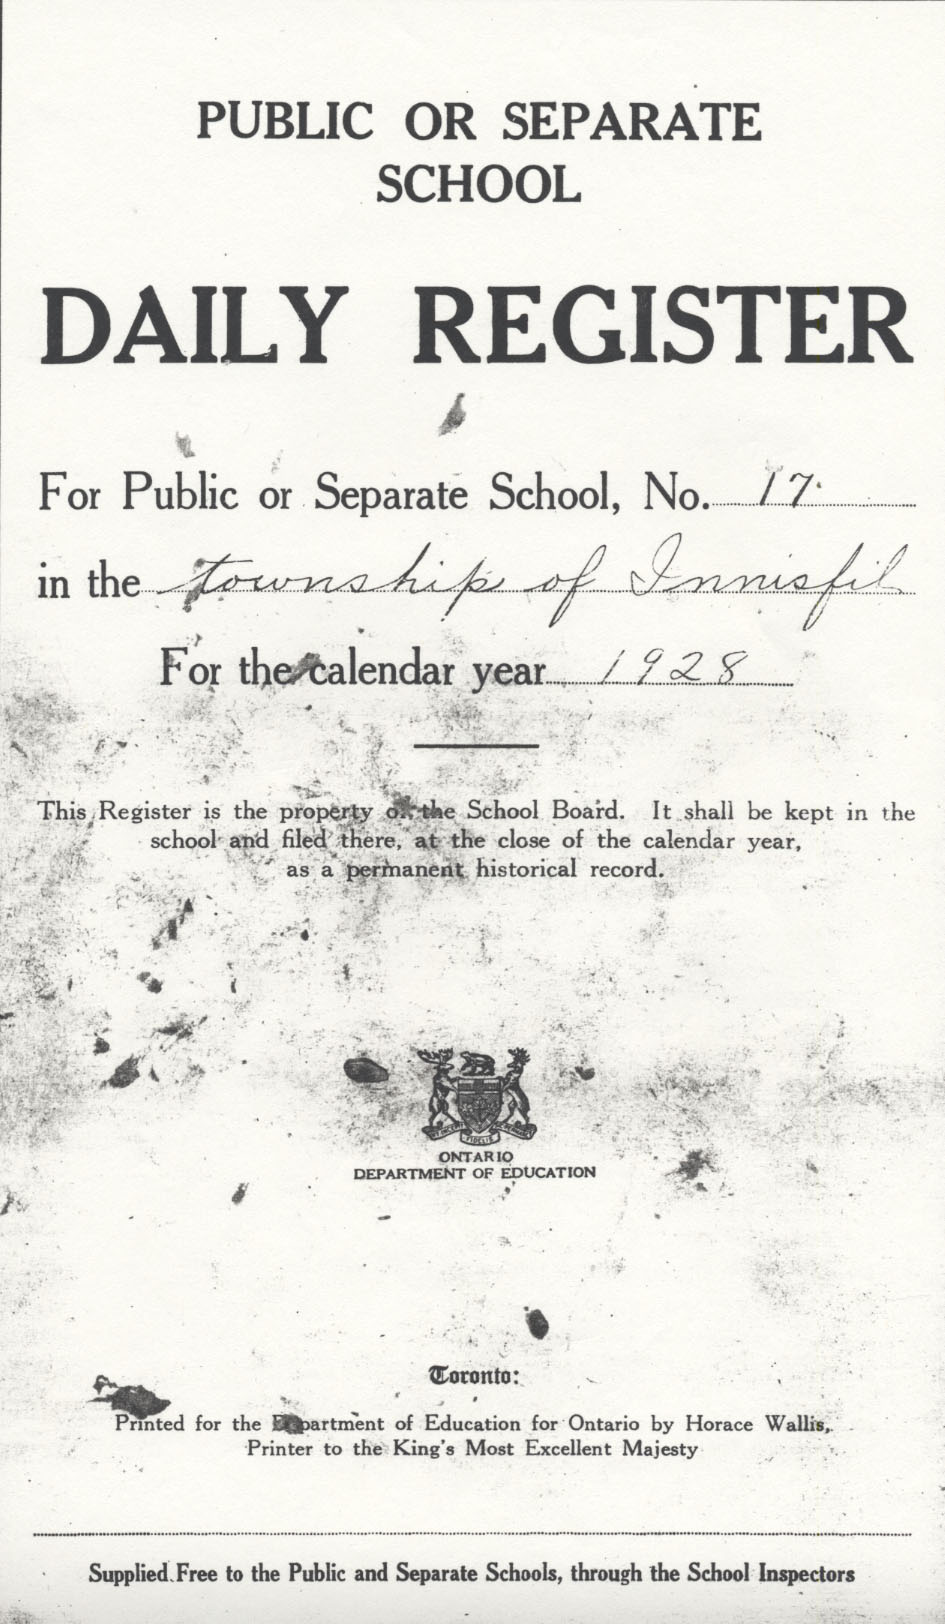 PUBLIC OR SEPARATE
SCHOOL
DAILY REGISTER
For Public or Separate School, No. 17
in the township of Innisfil
For the calendar year 1928
This Register is the property of the School Board. It shall be kept in the
school and filed there, at the close of the calendar year,
as a permanent historical record.
FIDELIS
ONTARIO
DEPARTMENT OF EDUCATION
Toronto:
Printed for the Department of Education for Ontario by Horace Wallis,
Printer to the King's Most Excellent Majesty
Supplied Free to the Public and Separate Schools, through the School Inspectors